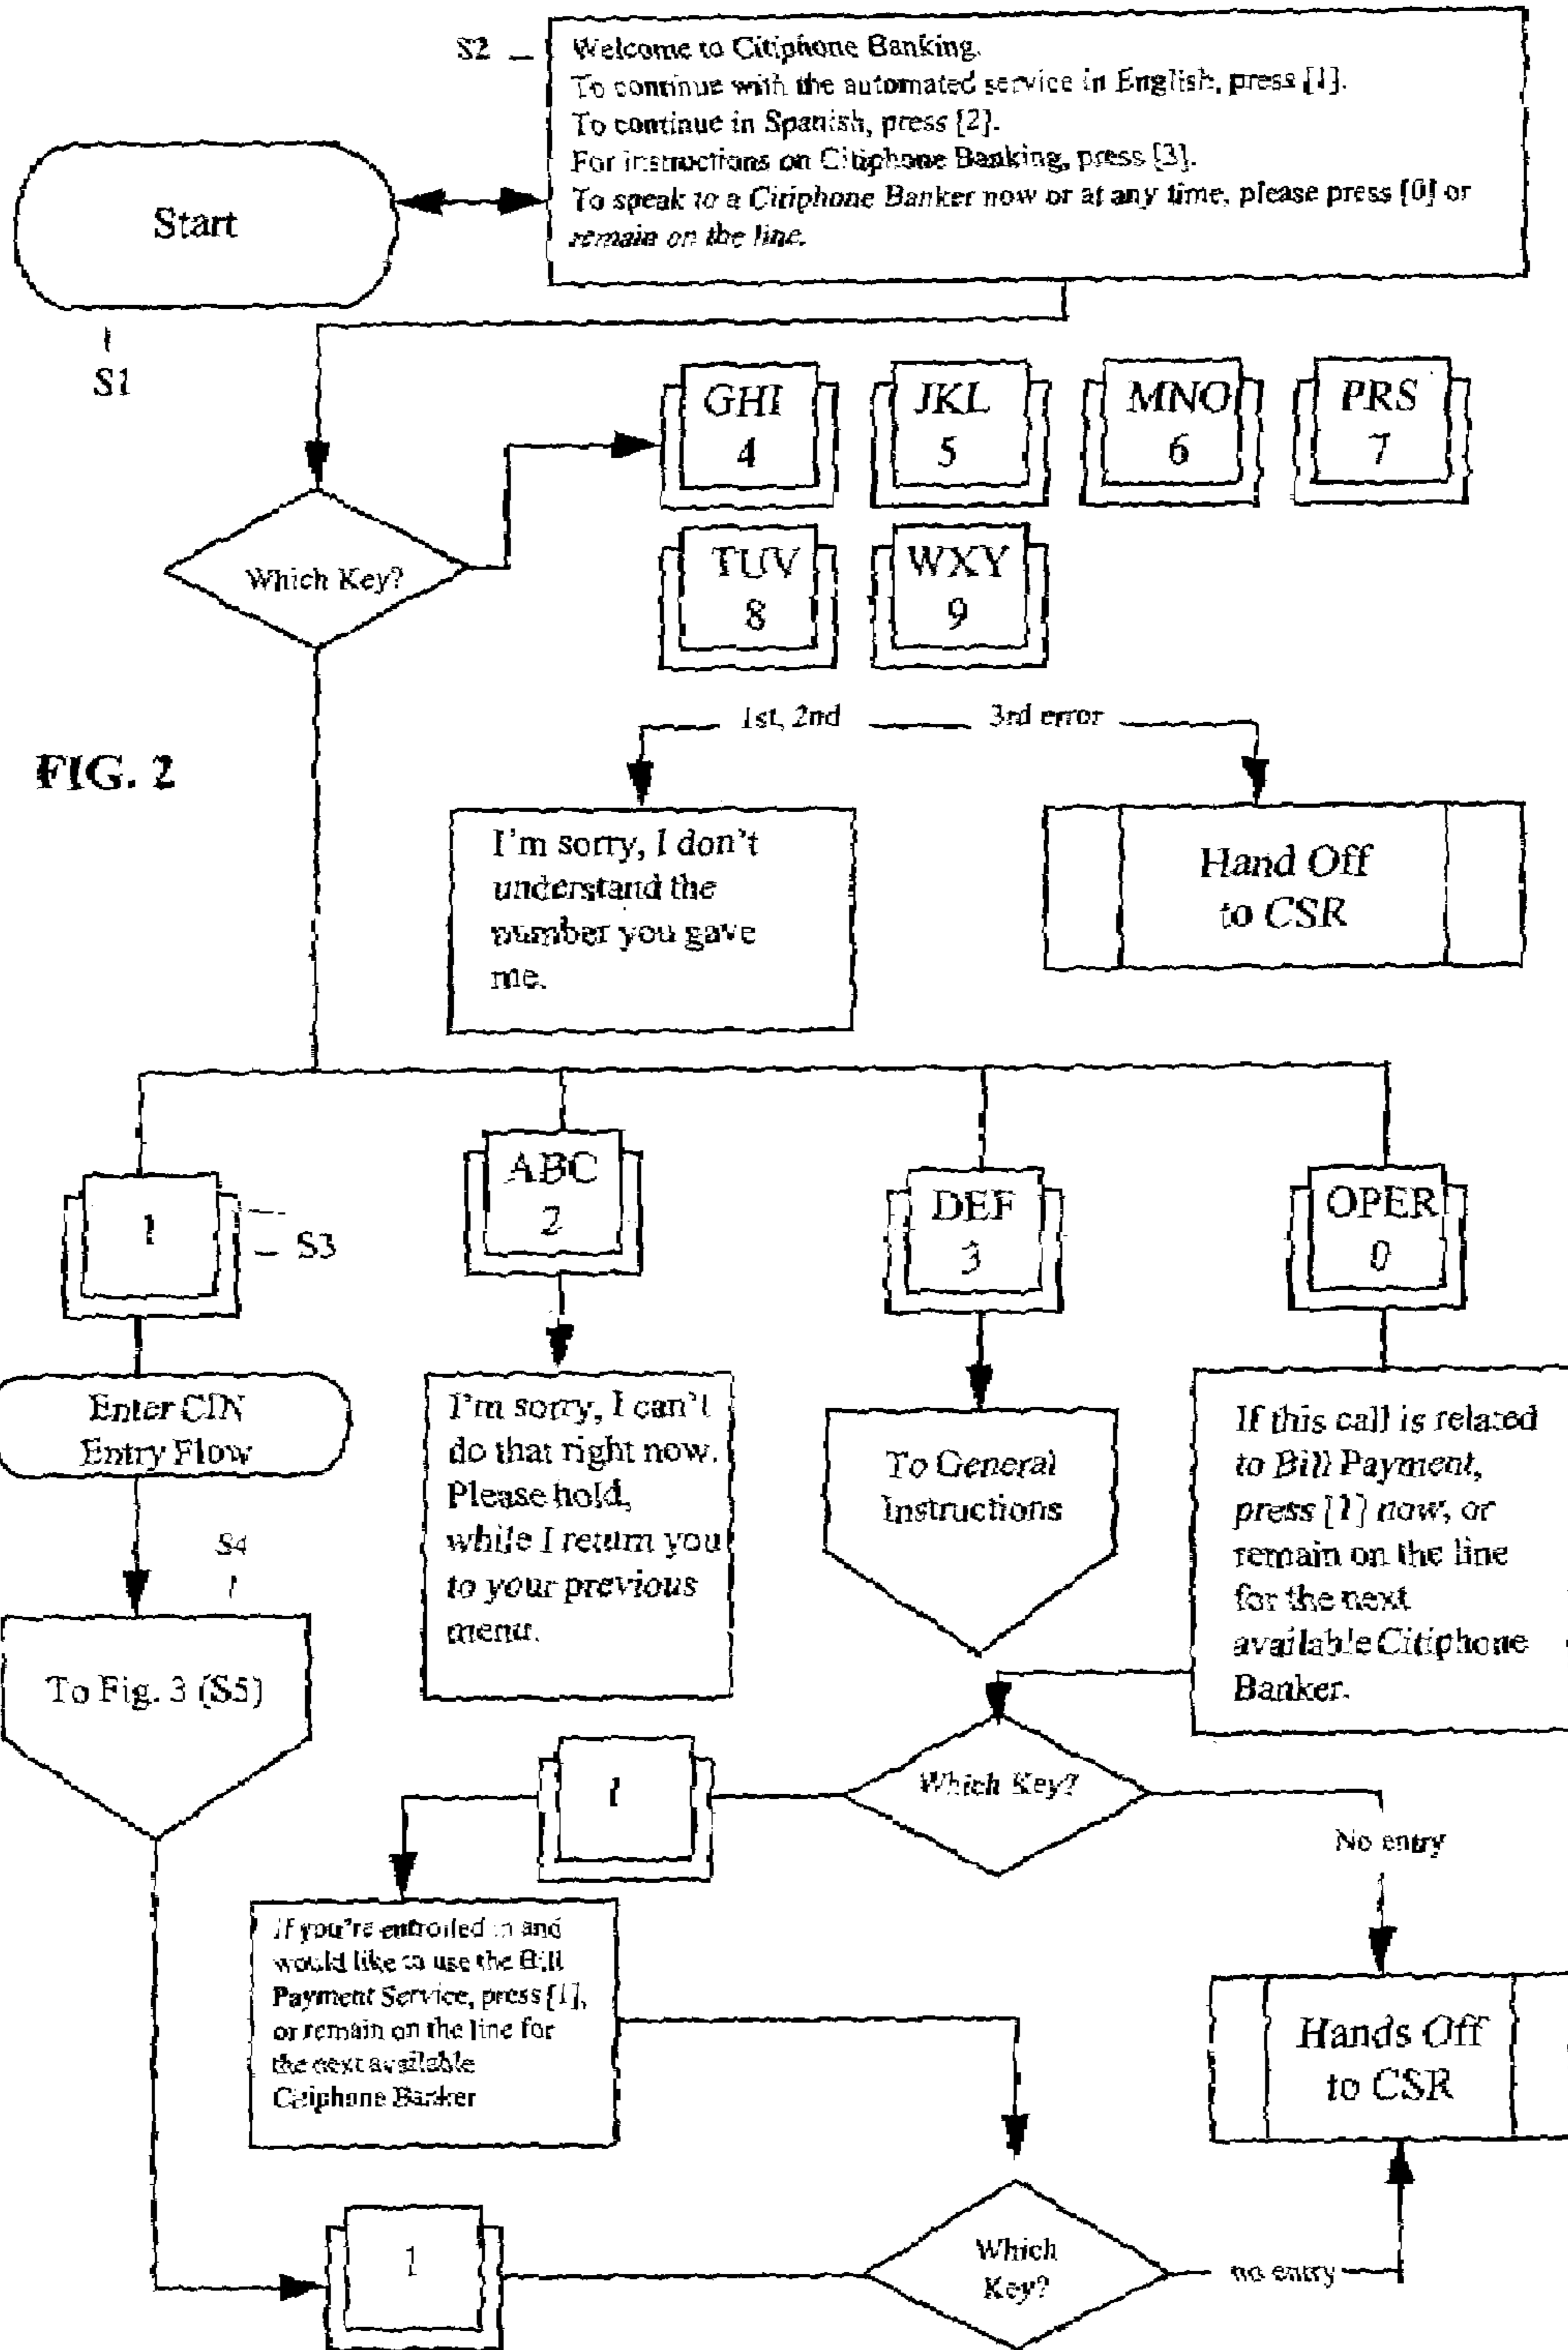 S2
Welcome to Citiphone Banking.
To continue with the automated service in English, press [1].
To continue in Spanish, press [2].
For instructions on Citiphone Banking, press [3].
To speak to a Citiphone Banker now or at any time, please press [0] or
remain on the line.
Start
S1
GHI
4
JKL
5
MNO
6
PRS
7
Which Key?
TUV
8
WXY
9
1st, 2nd
3rd error
FIG. 2
I'm sorry, I don't
understand the
number you gave
me.
Hand Off
to CSR
1
S3
ABC
2
DEF
3
OPER
0
Enter CIN
Entry Flow
S4
To Fig. 3 (S5)
I'm sorry, I can't
do that right now.
Please hold,
while I return you
to your previous
menu.
To General
Instructions
If this call is related
to Bill Payment,
press [1] now, or
remain on the line
for the next
available Citiphone
Banker.
1
Which Key?
No entry
If you're enrolled in and
would like to use the Bill
Payment Service, press [1],
or remain on the line for
the next available
Citiphone Banker
Hands Off
to CSR
1
Which
Key?
no entry